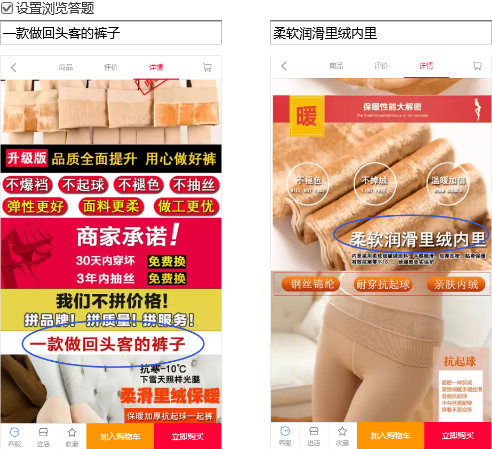 设置浏览答题
一款做回头客的裤子
商品 评价 详情
升级版 品质全面提升 用心做好裤
不爆裆 不起球 不褪色 不抽丝
弹性更好 面料更柔 做工更优
商家承诺!
30天内穿坏 免费换
3年内抽丝 免费换
我们不拼价格!
拼品牌! 拼质量! 拼服务!
一款做回头客的裤子
抗寒-10℃
下雪天照样光腿
柔滑里绒保暖
保暖加厚抗起球一起裤
客服 进店 收藏 加入购物车 立即购买
柔软润滑里绒内里
商品 评价 详情
暖
保暖性能大解密
不褪色 不掉绒 温暖加倍
柔软润滑里绒内里
钢丝锦纶 耐穿抗起球 亲肤内绒
抗起球
客服 进店 收藏 加入购物车 立即购买